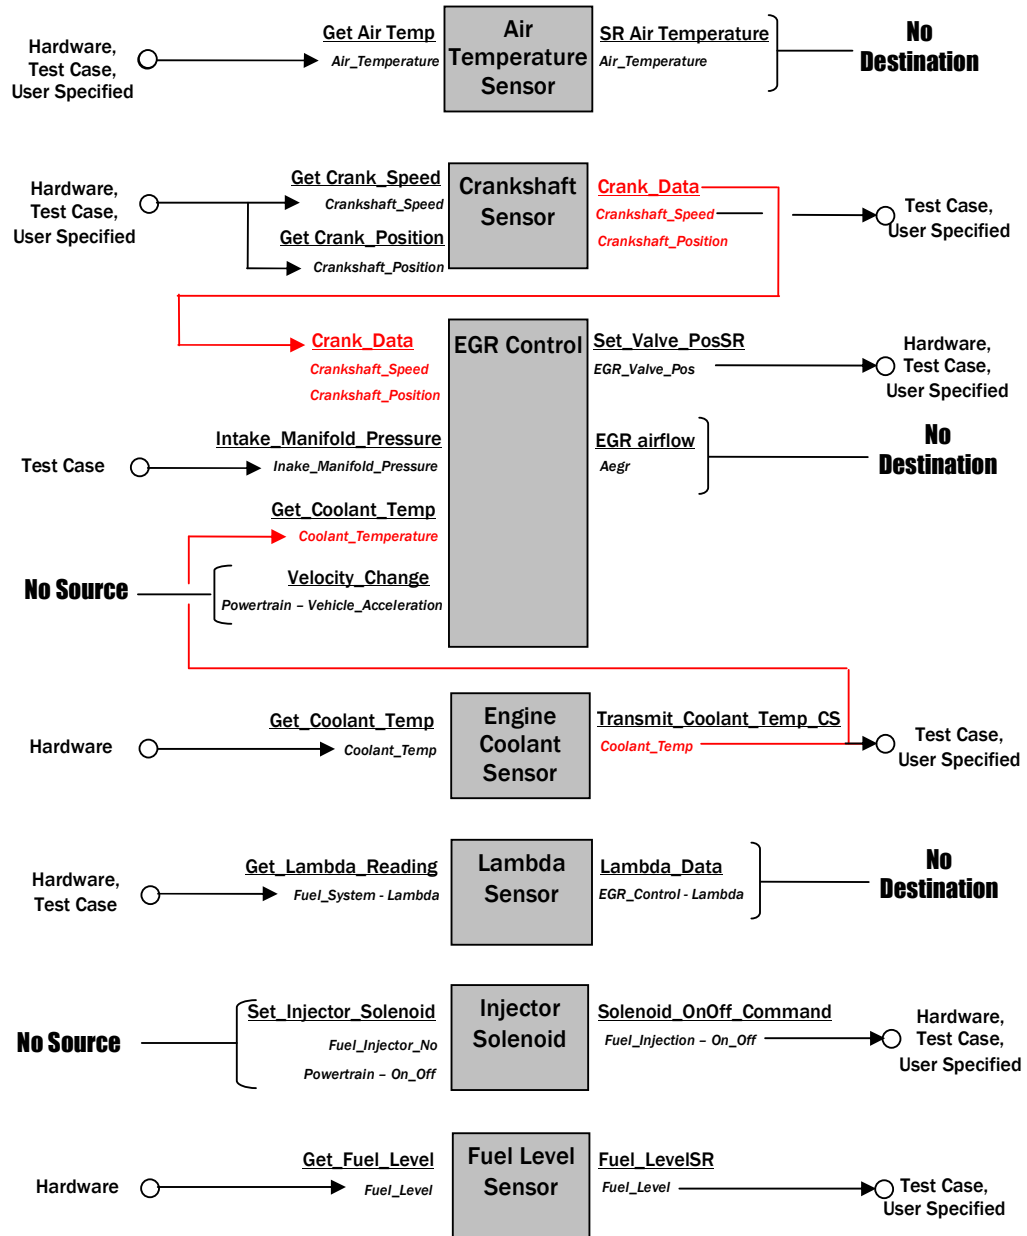 Hardware,
Test Case,
User Specified
Get Air Temp
Air_Temperature
Air
Temperature
Sensor
SR Air Temperature
Air_Temperature
No
Destination
Hardware,
Test Case,
User Specified
Get Crank_Speed
Crankshaft_Speed
Get Crank_Position
Crankshaft_Position
Crankshaft
Sensor
Crank_Data
Crankshaft_Speed
Crankshaft_Position
Test Case,
User Specified
Crank_Data
Crankshaft_Speed
Crankshaft_Position
EGR Control
Set_Valve_PosSR
EGR_Valve_Pos
Hardware,
Test Case,
User Specified
Test Case
Intake_Manifold_Pressure
Inake_Manifold_Pressure
EGR airflow
Aegr
No
Destination
Get_Coolant_Temp
Coolant_Temperature
No Source
Velocity_Change
Powertrain – Vehicle_Acceleration
Hardware
Get_Coolant_Temp
Coolant_Temp
Engine
Coolant
Sensor
Transmit_Coolant_Temp_CS
Coolant_Temp
Test Case,
User Specified
Hardware,
Test Case
Get_Lambda_Reading
Fuel_System - Lambda
Lambda
Sensor
Lambda_Data
EGR_Control - Lambda
No
Destination
No Source
Set_Injector_Solenoid
Fuel_Injector_No
Powertrain – On_Off
Injector
Solenoid
Solenoid_OnOff_Command
Fuel_Injection – On_Off
Hardware,
Test Case,
User Specified
Hardware
Get_Fuel_Level
Fuel_Level
Fuel Level
Sensor
Fuel_LevelSR
Fuel_Level
Test Case,
User Specified